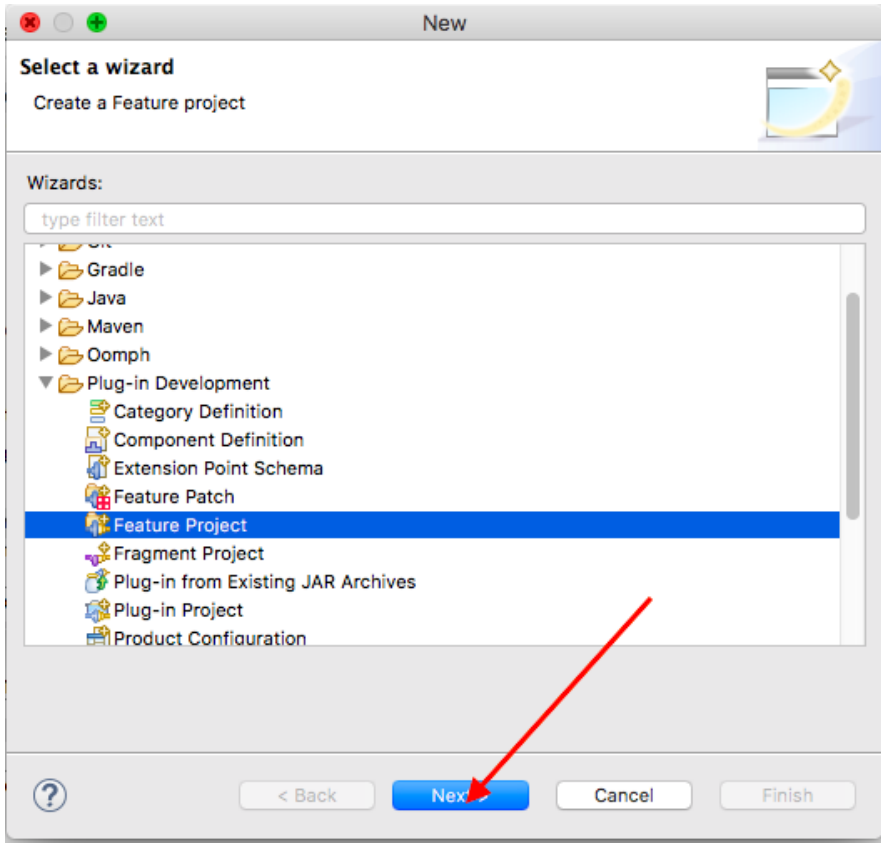 New
Select a wizard
Create a Feature project
Wizards:
type filter text
Git
Gradle
Java
Maven
Oomph
Plug-in Development
Category Definition
Component Definition
Extension Point Schema
Feature Patch
Feature Project
Fragment Project
Plug-in from Existing JAR Archives
Plug-in Project
Product Configuration
? < Back Next > Cancel Finish